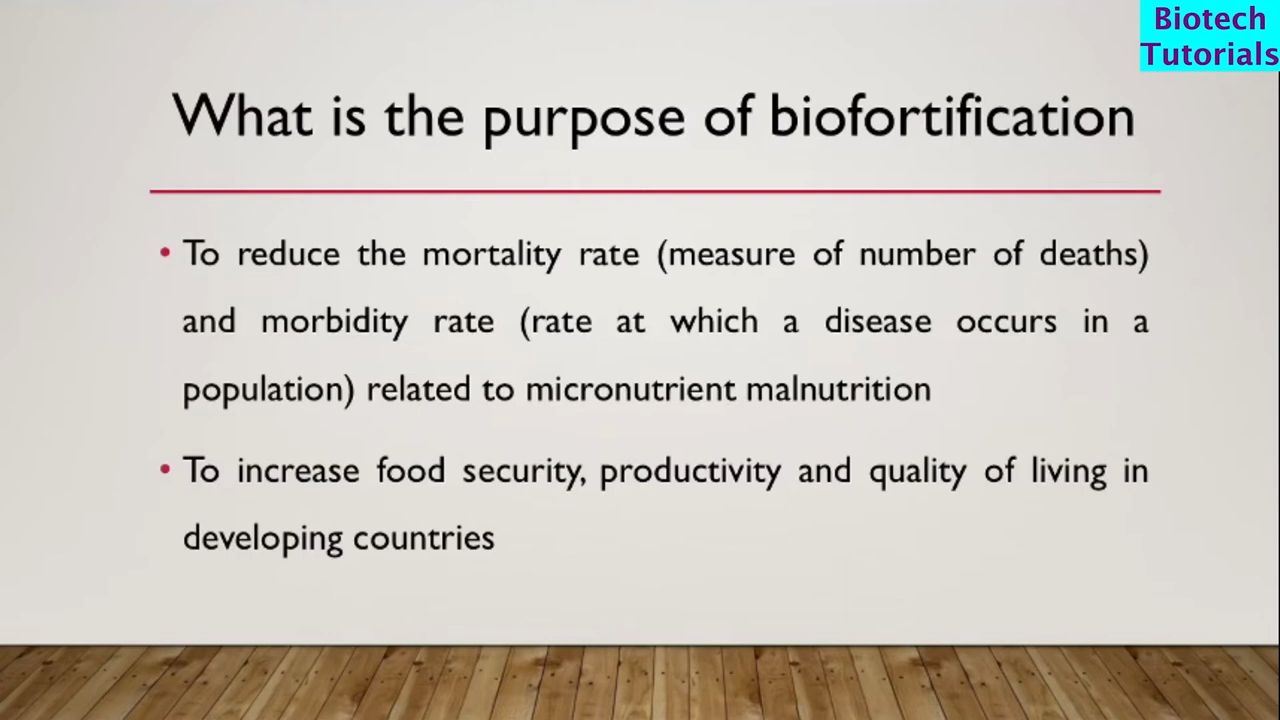 Biotech
Tutorials
What is the purpose of biofortification
• To reduce the mortality rate (measure of number of deaths)
and morbidity rate (rate at which a disease occurs in a
population) related to micronutrient malnutrition
• To increase food security, productivity and quality of living in
developing countries